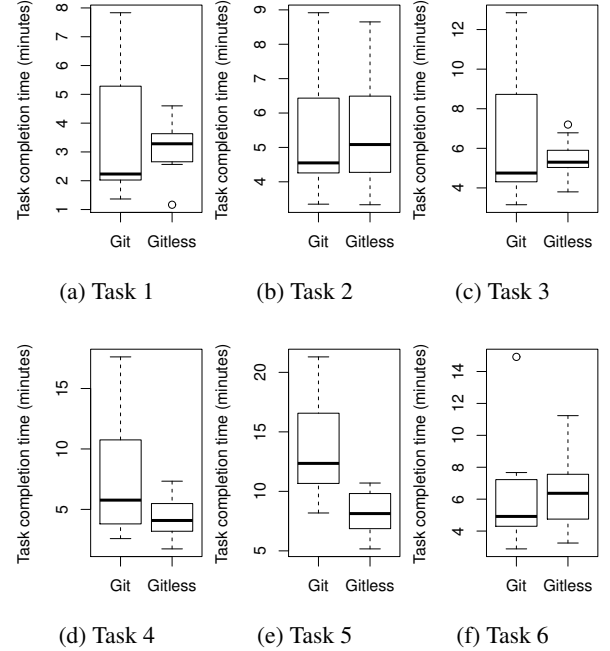 Task completion time (minutes)
1 2 3 4 5 6 7 8
Git Gitless
(a) Task 1
Task completion time (minutes)
4 5 6 7 8 9
Git Gitless
(b) Task 2
Task completion time (minutes)
4 6 8 10 12
Git Gitless
(c) Task 3
Task completion time (minutes)
5 10 15
Git Gitless
(d) Task 4
Task completion time (minutes)
5 10 15 20
Git Gitless
(e) Task 5
Task completion time (minutes)
4 6 8 10 12 14
Git Gitless
(f) Task 6